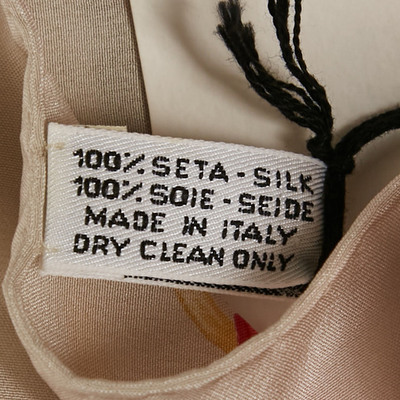 100% SETA - SILK
100% SOIE - SEIDE
MADE IN ITALY
DRY CLEAN ONLY